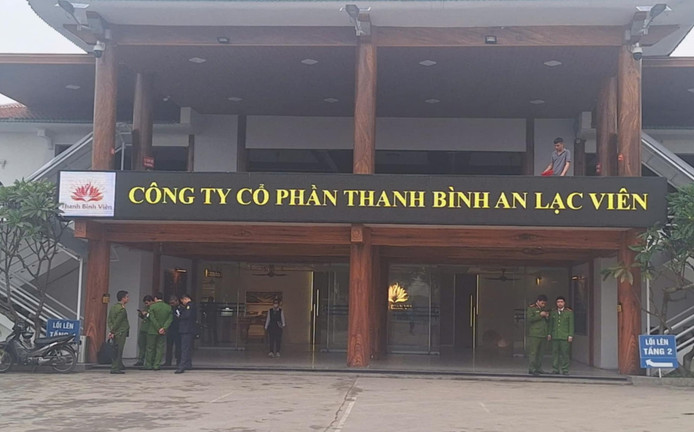 Thanh Bình Viên
CÔNG TY CỔ PHẦN THANH BÌNH AN LẠC VIÊN
LỐI LÊN
TẦNG 2
LỐI LÊN
TẦNG 2